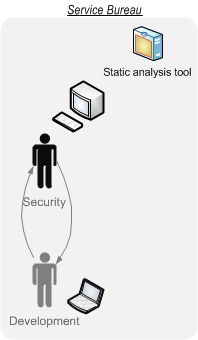 Service Bureau
Static analysis tool
Security
Development